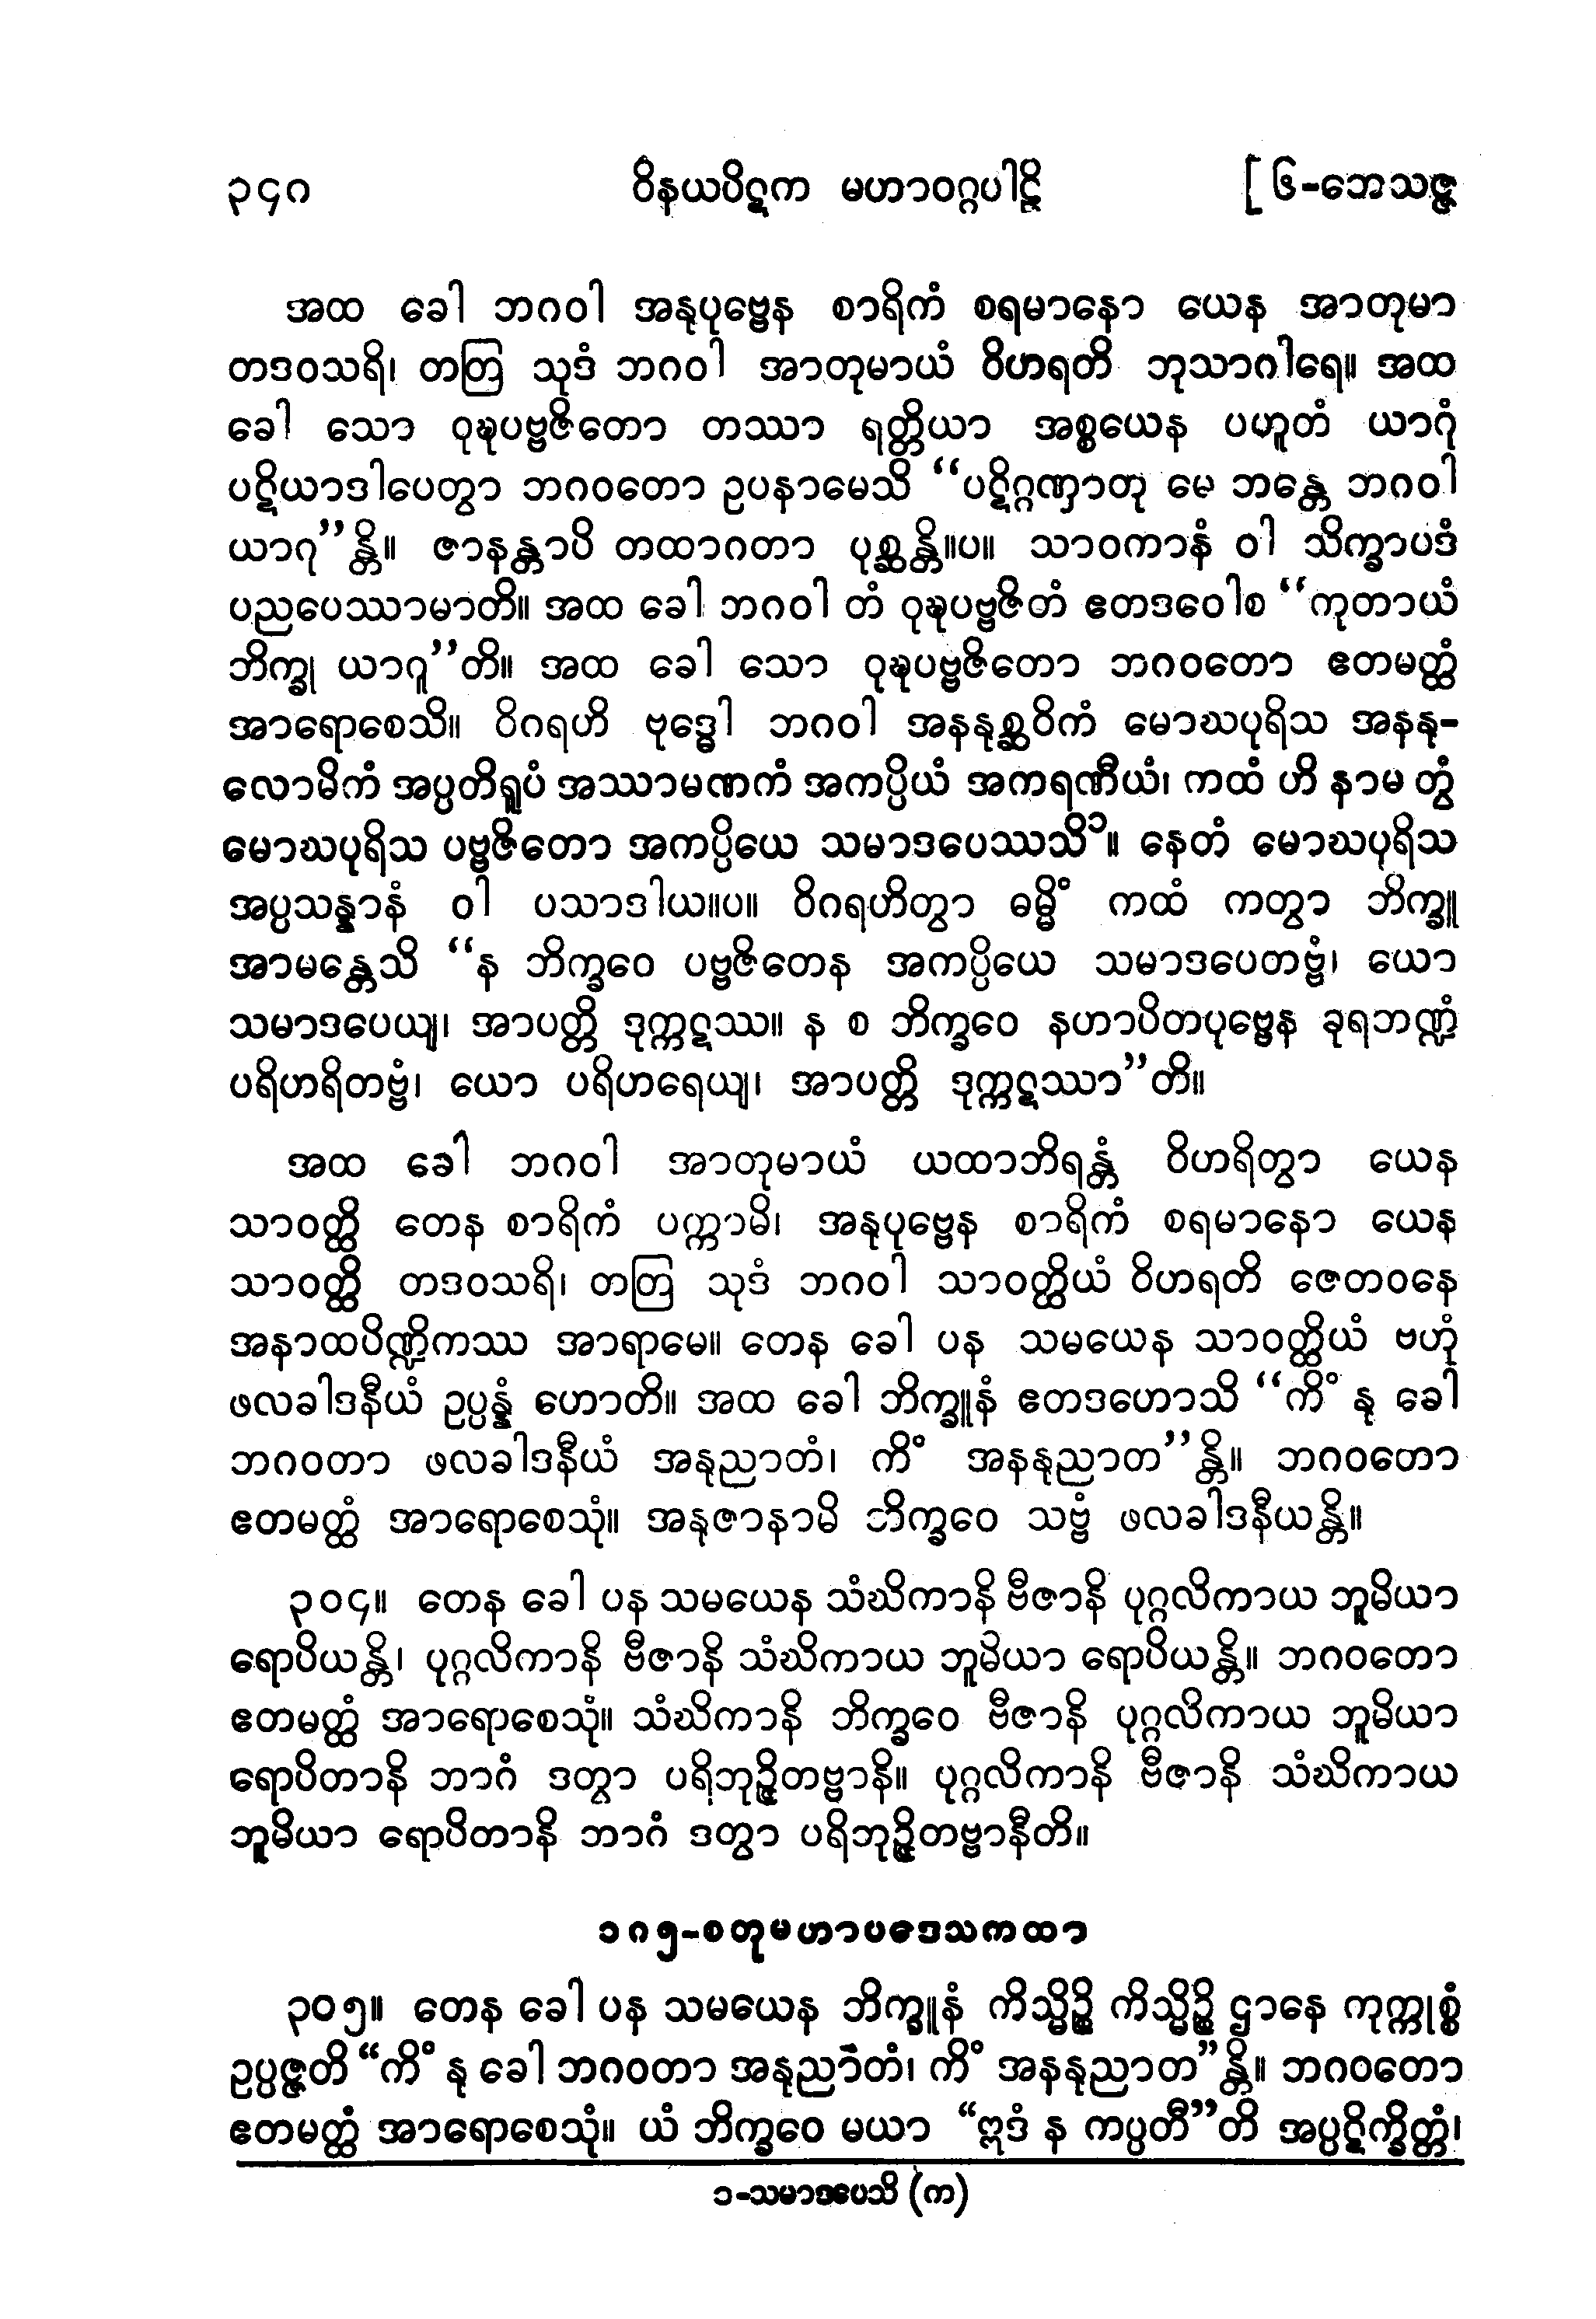 ၃၄၈ ဝိနယပိဋက မဟာဝဂ္ဂပါဠိ [ ၆-ဘေသဇ္ဇ
အထ ခေါ ဘဂဝါ အနုပုဗ္ဗေန စာရိကံ စရမာနော ယေန အာတုမာ
တဒဝသရိ၊ တတြ သုဒံ ဘဂဝါ အာတုမာယံ ဝိဟရတိ ဘုသာဂါရေ။ အထ
ခေါ သော ဝုဍ္ဎပဗ္ဗဇိတော တဿာ ရတ္တိယာ အစ္စယေန ပဟူတံ ယာဂုံ
ပဋိယာဒါပေတွာ ဘဂဝတော ဥပနာမေသိ “ပဋိဂ္ဂဏှာတု မေ ဘန္တေ ဘဂဝါ
ယာဂု”န္တိ။ ဇာနန္တာပိ တထာဂတာ ပုစ္ဆန္တိ။ပ။ သာဝကာနံ ဝါ သိက္ခာပဒံ
ပညပေဿာမာတိ။ အထ ခေါ ဘဂဝါ တံ ဝုဍ္ဎပဗ္ဗဇိတံ ဧတဒဝေါစ “ကုတာယံ
ဘိက္ခု ယာဂူ”တိ။ အထ ခေါ သော ဝုဍ္ဎပဗ္ဗဇိတော ဘဂဝတော ဧတမတ္ထံ
အာရောစေသိ။ ဝိဂရဟိ ဗုဒ္ဓေါ ဘဂဝါ အနနုစ္ဆဝိကံ မောဃပုရိသ အနနု-
လောမိကံ အပ္ပတိရူပံ အဿာမဏကံ အကပ္ပိယံ အကရဏီယံ၊ ကထံ ဟိ နာမ တွံ
မောဃပုရိသ ပဗ္ဗဇိတော အကပ္ပိယေ သမာဒပေဿသိ၁။ နေတံ မောဃပုရိသ
အပ္ပသန္နာနံ ဝါ ပသာဒါယ။ပ။ ဝိဂရဟိတွာ ဓမ္မိံ ကထံ ကတွာ ဘိက္ခူ
အာမန္တေသိ “န ဘိက္ခဝေ ပဗ္ဗဇိတေန အကပ္ပိယေ သမာဒပေတဗ္ဗံ၊ ယော
သမာဒပေယျ၊ အာပတ္တိ ဒုက္ကဋဿ။ န စ ဘိက္ခဝေ နဟာပိတပုဗ္ဗေန ခုရဘဏ္ဍံ
ပရိဟရိတဗ္ဗံ၊ ယော ပရိဟရေယျ၊ အာပတ္တိ ဒုက္ကဋဿာ”တိ။
အထ ခေါ ဘဂဝါ အာတုမာယံ ယထာဘိရန္တံ ဝိဟရိတွာ ယေန
သာဝတ္ထိ တေန စာရိကံ ပက္ကာမိ၊ အနုပုဗ္ဗေန စာရိကံ စရမာနော ယေန
သာဝတ္ထိ တဒဝသရိ၊ တတြ သုဒံ ဘဂဝါ သာဝတ္ထိယံ ဝိဟရတိ ဇေတဝနေ
အနာထပိဏ္ဍိကဿ အာရာမေ။ တေန ခေါ ပန သမယေန သာဝတ္ထိယံ ဗဟုံ
ဖလခါဒနီယံ ဥပ္ပန္နံ ဟောတိ။ အထ ခေါ ဘိက္ခူနံ ဧတဒဟောသိ “ကိံ နု ခေါ
ဘဂဝတာ ဖလခါဒနီယံ အနုညာတံ၊ ကိံ အနနုညာတ”န္တိ။ ဘဂဝတော
ဧတမတ္ထံ အာရောစေသုံ။ အနုဇာနာမိ ဘိက္ခဝေ သဗ္ဗံ ဖလခါဒနီယန္တိ။
၃၀၄။ တေန ခေါ ပန သမယေန သံဃိကာနိ ဗီဇာနိ ပုဂ္ဂလိကာယ ဘူမိယာ
ရောပိယန္တိ၊ ပုဂ္ဂလိကာနိ ဗီဇာနိ သံဃိကာယ ဘူမိယာ ရောပိယန္တိ။ ဘဂဝတော
ဧတမတ္ထံ အာရောစေသုံ။ သံဃိကာနိ ဘိက္ခဝေ ဗီဇာနိ ပုဂ္ဂလိကာယ ဘူမိယာ
ရောပိတာနိ ဘာဂံ ဒတွာ ပရိဘုဉ္ဇိတဗ္ဗာနိ။ ပုဂ္ဂလိကာနိ ဗီဇာနိ သံဃိကာယ
ဘူမိယာ ရောပိတာနိ ဘာဂံ ဒတွာ ပရိဘုဉ္ဇိတဗ္ဗာနီတိ။
၁၈၅-စတုမဟာပဒေသကထာ
၃၀၅။ တေန ခေါ ပန သမယေန ဘိက္ခူနံ ကိသ္မိဉ္စိ ကိသ္မိဉ္စိ ဌာနေ ကုက္ကုစ္စံ
ဥပ္ပဇ္ဇတိ “ကိံ နု ခေါ ဘဂဝတာ အနုညာတံ၊ ကိံ အနနုညာတ”န္တိ။ ဘဂဝတော
ဧတမတ္ထံ အာရောစေသုံ။ ယံ ဘိက္ခဝေ မယာ “ဣဒံ န ကပ္ပတီ”တိ အပ္ပဋိက္ခိတ္တံ၊
၁-သမာဒပေသိ (က)